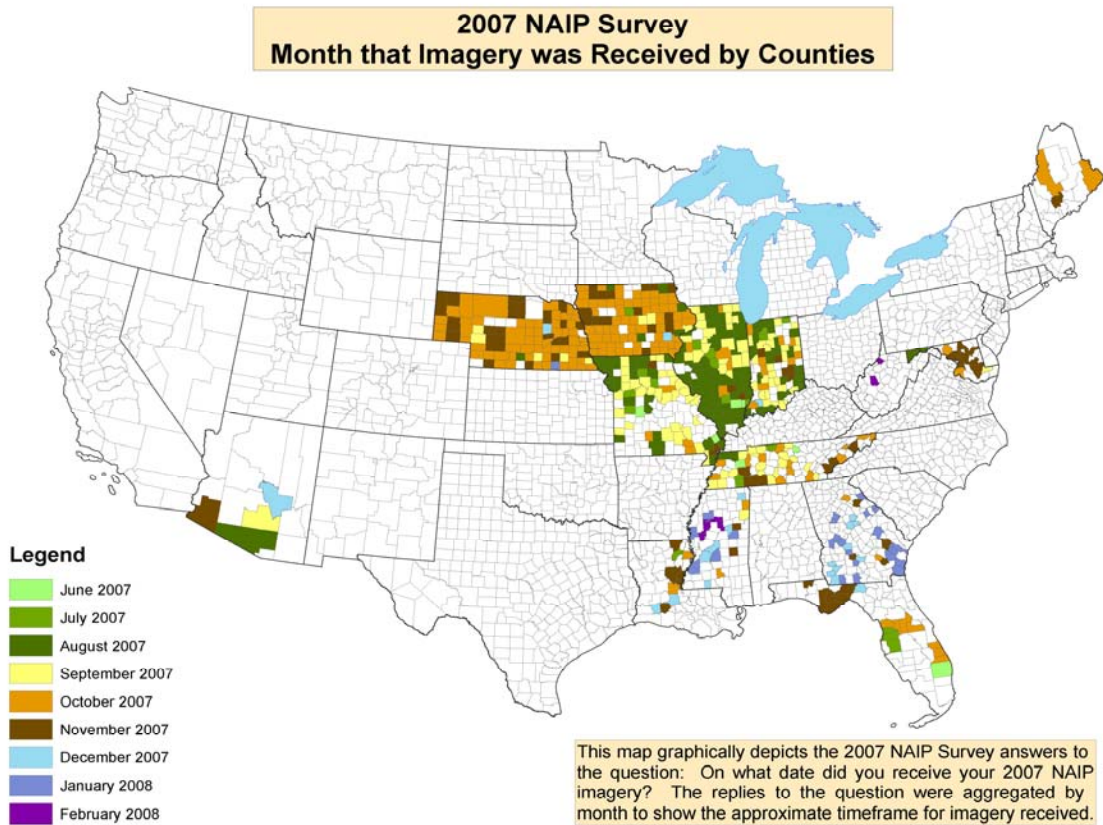 2007 NAIP Survey
Month that Imagery was Received by Counties
Legend
June 2007
July 2007
August 2007
September 2007
October 2007
November 2007
December 2007
January 2008
February 2008
This map graphically depicts the 2007 NAIP Survey answers to
the question: On what date did you receive your 2007 NAIP
imagery? The replies to the question were aggregated by
month to show the approximate timeframe for imagery received.